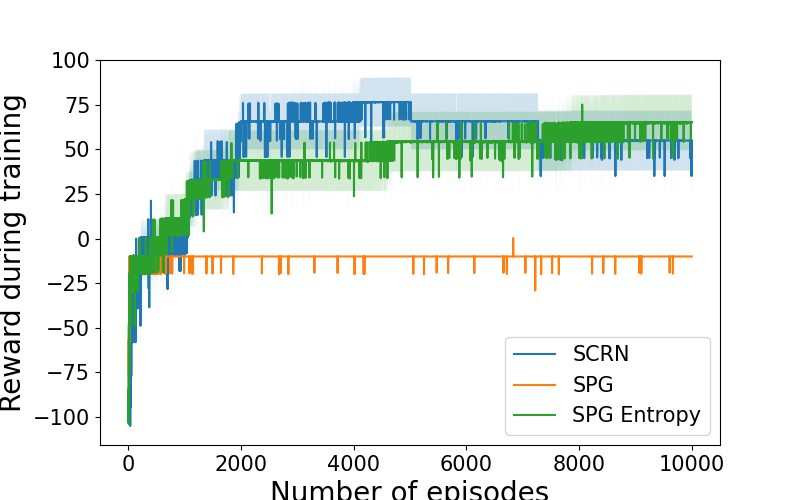 100
75
50
25
0
−25
−50
−75
−100
Reward during training
SCRN
SPG
SPG Entropy
0 2000 4000 6000 8000 10000
Number of episodes